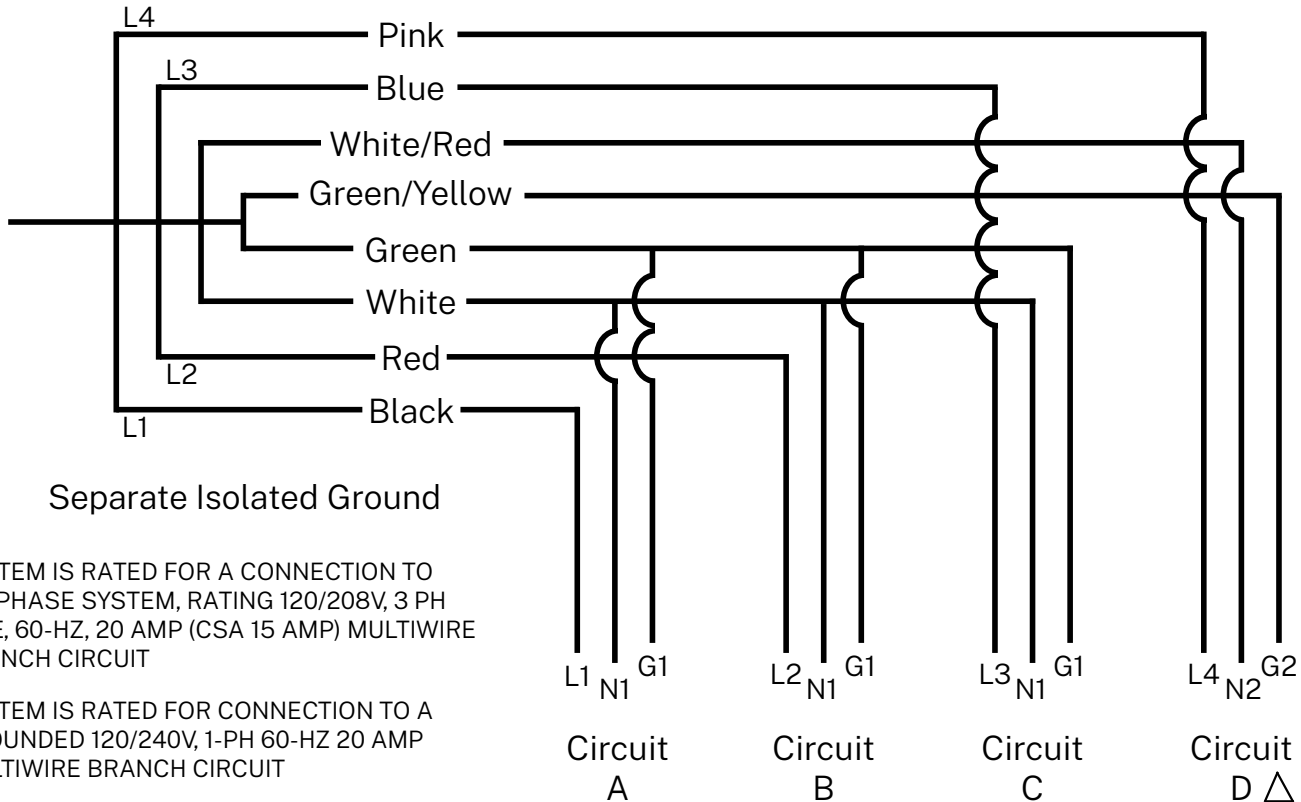 L4
Pink
L3
Blue
White/Red
Green/Yellow
Green
White
Red
L2
Black
L1
Separate Isolated Ground
TEM IS RATED FOR A CONNECTION TO
PHASE SYSTEM, RATING 120/208V, 3 PH
E, 60-HZ, 20 AMP (CSA 15 AMP) MULTIWIRE
NCH CIRCUIT
TEM IS RATED FOR CONNECTION TO A
OUNDED 120/240V, 1-PH 60-HZ 20 AMP
LTIWIRE BRANCH CIRCUIT
L1 N1 G1
L2 N1 G1
L3 N1 G1
L4 N2 G2
Circuit
A
Circuit
B
Circuit
C
Circuit
D △